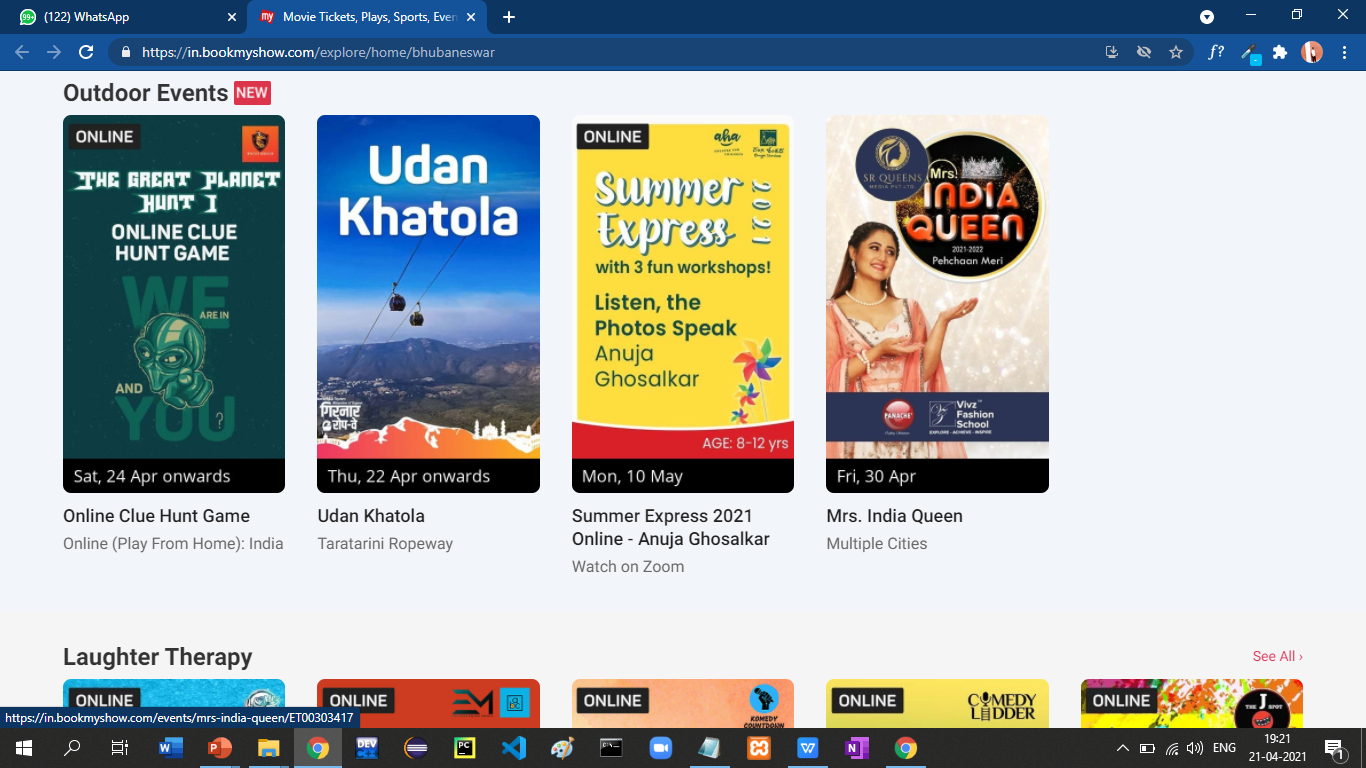 (122) WhatsApp
Movie Tickets, Plays, Sports, Even
https://in.bookmyshow.com/explore/home/bhubaneswar
Outdoor Events NEW
ONLINE
THE GREAT PLANET
HUNT I
ONLINE CLUE
HUNT GAME
WE
ARE IN
AND
YOU
?
Sat, 24 Apr onwards
Online Clue Hunt Game
Online (Play From Home): India
Udan
Khatola
गिरनार
रोप-वे
Thu, 22 Apr onwards
Udan Khatola
Taratarini Ropeway
ONLINE
aha
Summer
Express
2021
with 3 fun workshops!
Listen, the
Photos Speak
Anuja
Ghosalkar
AGE: 8-12 yrs
Mon, 10 May
Summer Express 2021
Online - Anuja Ghosalkar
Watch on Zoom
SR QUEENS
MEDIA PVT LTD
Mrs.
INDIA
QUEEN
2021-2022
Pehchaan Meri
PANACHE
Vivz
Fashion
School
EXPLORE - ACHIEVE - INSPIRE
Fri, 30 Apr
Mrs. India Queen
Multiple Cities
Laughter Therapy
See All ›
ONLINE
ONLINE
EM
ONLINE
KOMEDY
COUNTDOWN
ONLINE
COMEDY
LADDER
ONLINE
THE J
SPOT
https://in.bookmyshow.com/events/mrs-india-queen/ET00303417
ENG
19:21
21-04-2021